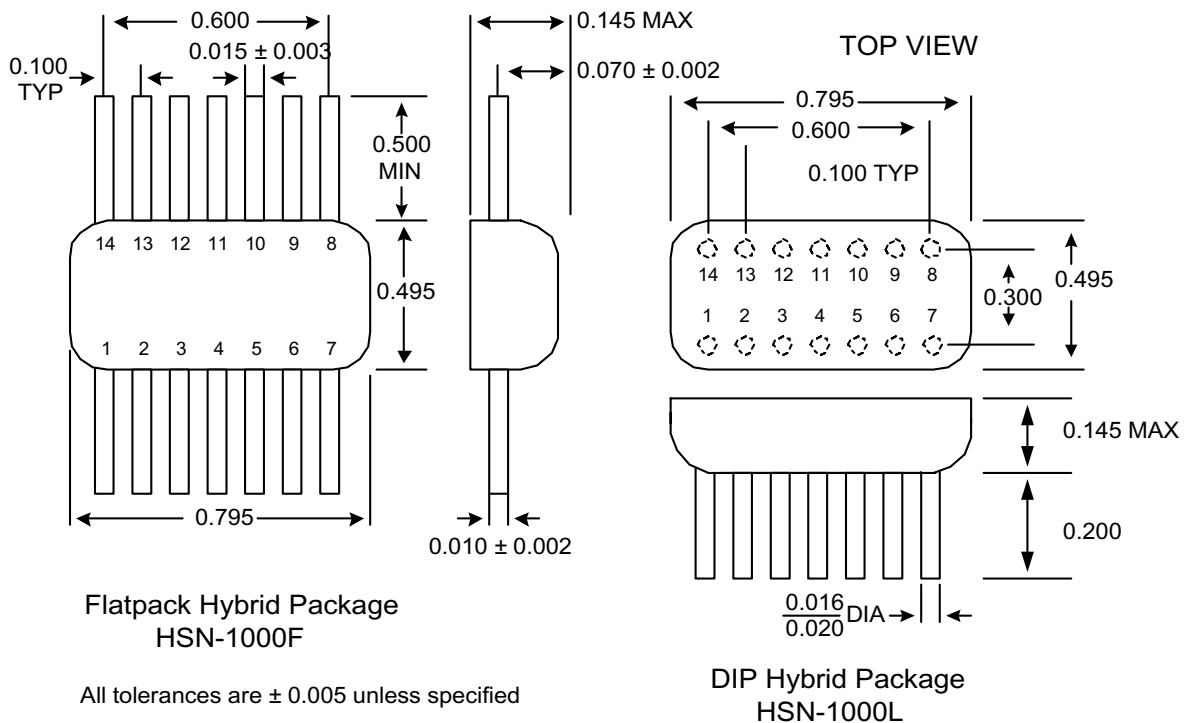 0.600
0.015 ± 0.003
0.100
TYP
0.500
MIN
14 13 12 11 10 9 8
0.495
1 2 3 4 5 6 7
0.795
0.145 MAX
0.070 ± 0.002
0.010 ± 0.002
Flatpack Hybrid Package
HSN-1000F
All tolerances are ± 0.005 unless specified
TOP VIEW
0.795
0.600
0.100 TYP
14 13 12 11 10 9 8
1 2 3 4 5 6 7
0.300
0.495
0.145 MAX
0.200
0.016
0.020
DIA
DIP Hybrid Package
HSN-1000L